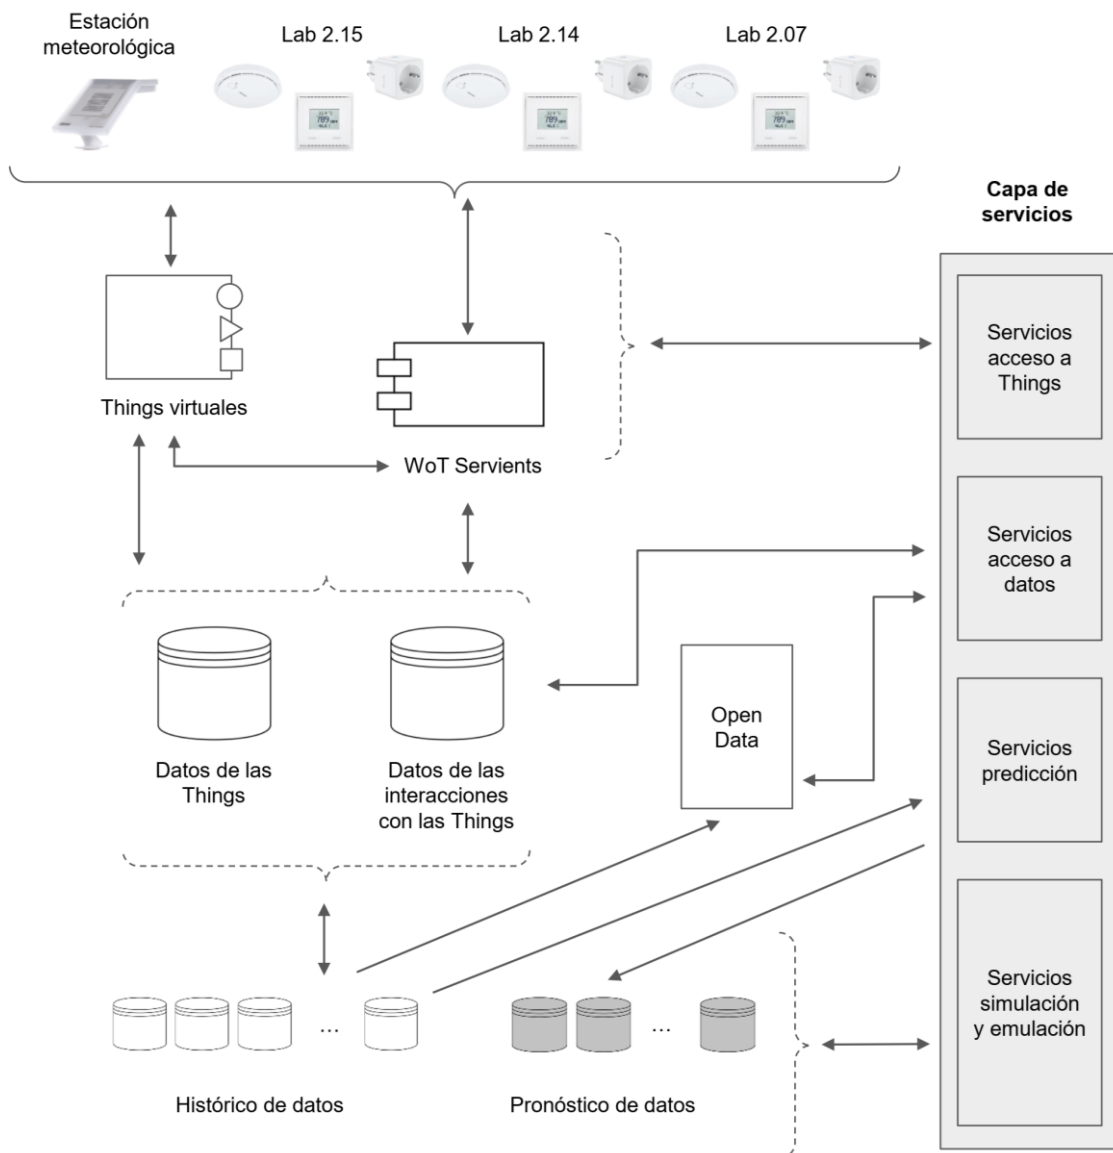 Estación
meteorológica
Lab 2.15
Lab 2.14
Lab 2.07
Capa de
servicios
Things virtuales
WoT Servients
Servicios
acceso a
Things
Servicios
acceso a
datos
Open
Data
Servicios
predicción
Datos de las
Things
Datos de las
interacciones
con las Things
Servicios
simulación
y emulación
...
...
Histórico de datos
Pronóstico de datos